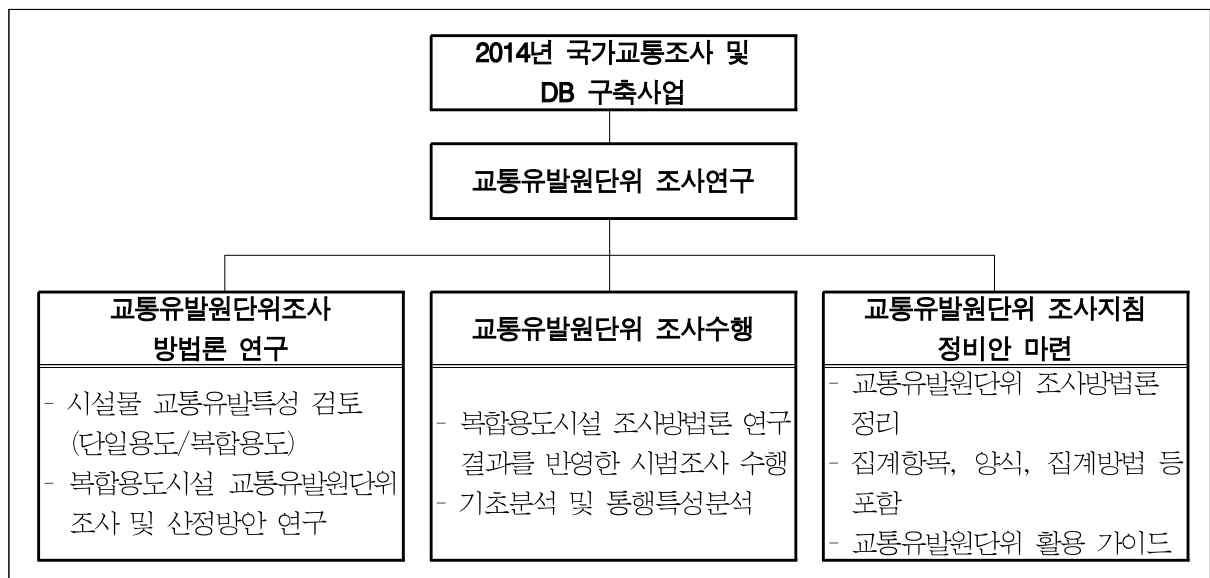 2014년 국가교통조사 및
DB 구축사업
교통유발원단위 조사연구
교통유발원단위조사
방법론 연구
- 시설물 교통유발특성 검토
(단일용도/복합용도)
- 복합용도시설 교통유발원단위
조사 및 산정방안 연구
교통유발원단위 조사수행
- 복합용도시설 조사방법론 연구
결과를 반영한 시범조사 수행
- 기초분석 및 통행특성분석
교통유발원단위 조사지침
정비안 마련
- 교통유발원단위 조사방법론
정리
- 집계항목, 양식, 집계방법 등
포함
- 교통유발원단위 활용 가이드